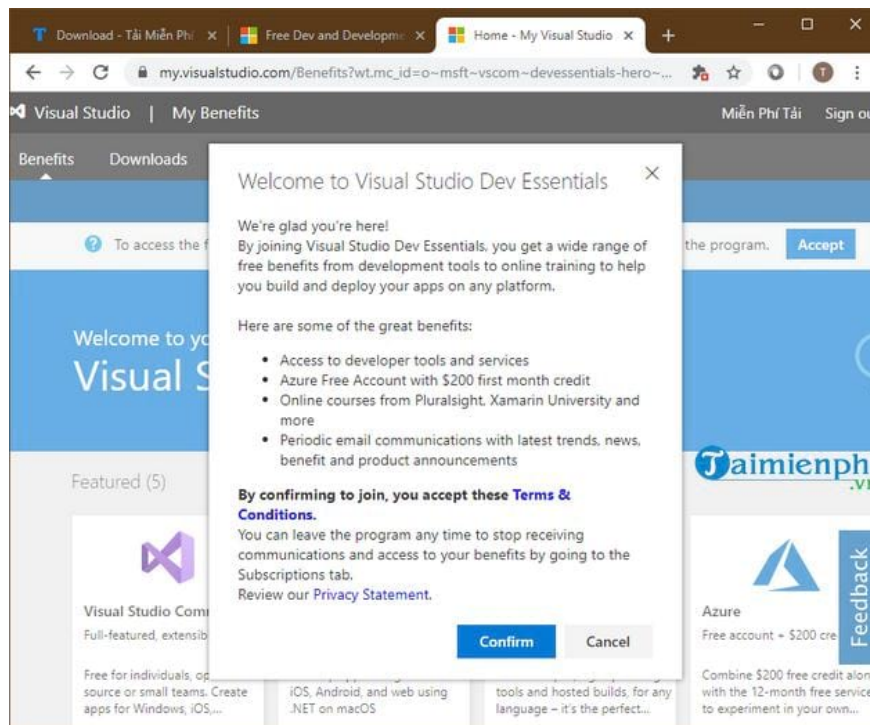 Download - Tải Miễn Phí
Free Dev and Developme
Home - My Visual Studio
my.visualstudio.com/Benefits?wt.mc_id=o~msft~vscom~devessentials-hero~...
T
Visual Studio | My Benefits
Miễn Phí Tải Sign ou
Benefits Downloads
Welcome to Visual Studio Dev Essentials
We're glad you're here!
By joining Visual Studio Dev Essentials, you get a wide range of
free benefits from development tools to online training to help
you build and deploy your apps on any platform.
Here are some of the great benefits:
• Access to developer tools and services
• Azure Free Account with $200 first month credit
• Online courses from Pluralsight, Xamarin University and
more
• Periodic email communications with latest trends, news,
benefit and product announcements
By confirming to join, you accept these Terms &
Conditions.
You can leave the program any time to stop receiving
communications and access to your benefits by going to the
Subscriptions tab.
Review our Privacy Statement.
Confirm Cancel
To access the f
the program. Accept
Welcome to yo
Visual S
Taimienph
.vn
Featured (5)
Feedback
Visual Studio Com
Full-featured, extensib
Free for individuals, op
source or small teams. Create
apps for Windows, iOS,...
iOS, Android, and web using
.NET on macOS
tools and hosted builds, for any
language – it's the perfect...
Azure
Free account + $200 cre
Combine $200 free credit alon
with the 12-month free service
to experiment in your own...